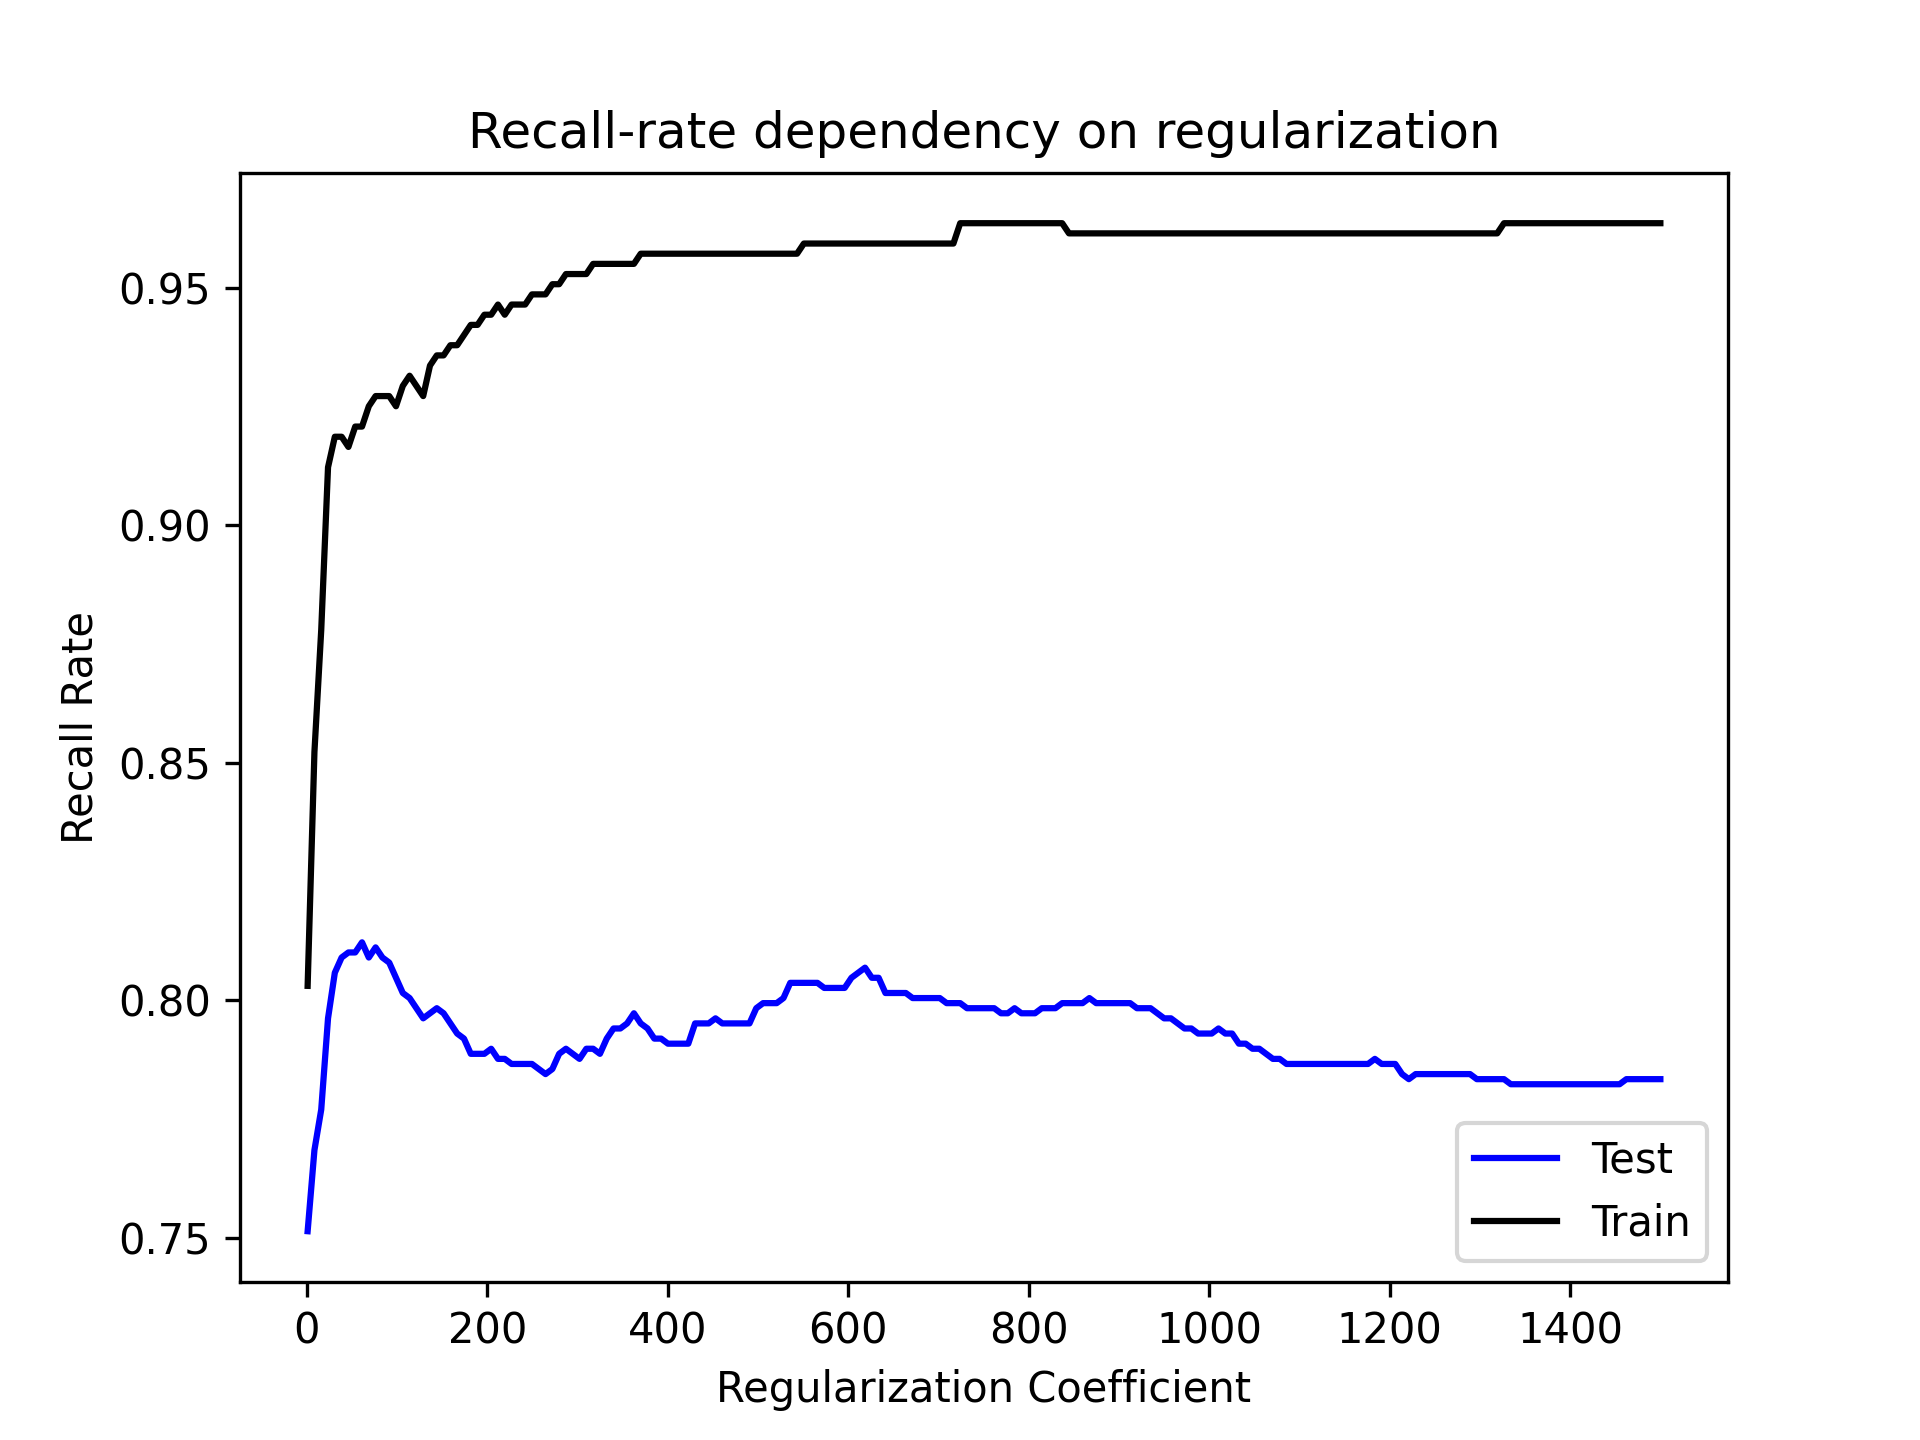 Recall-rate dependency on regularization
Recall Rate
0.95
0.90
0.85
0.80
0.75
0 200 400 600 800 1000 1200 1400
Regularization Coefficient
Test
Train